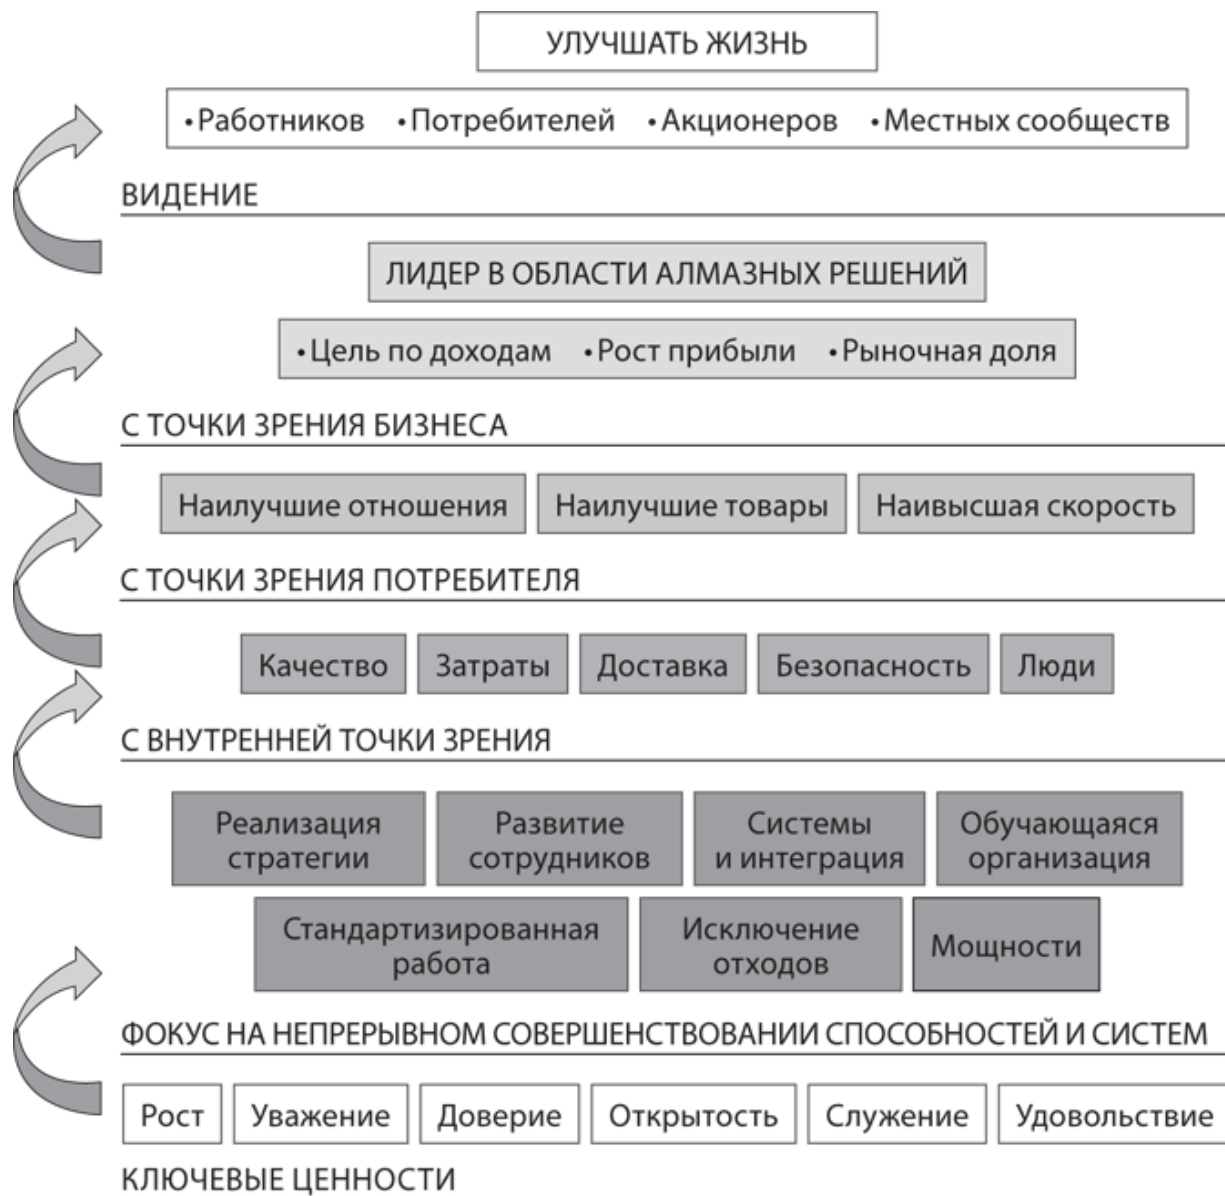 УЛУЧШАТЬ ЖИЗНЬ
•Работников •Потребителей •Акционеров •Местных сообществ
ВИДЕНИЕ
ЛИДЕР В ОБЛАСТИ АЛМАЗНЫХ РЕШЕНИЙ
•Цель по доходам •Рост прибыли •Рыночная доля
С ТОЧКИ ЗРЕНИЯ БИЗНЕСА
Наилучшие отношения Наилучшие товары Наивысшая скорость
С ТОЧКИ ЗРЕНИЯ ПОТРЕБИТЕЛЯ
Качество Затраты Доставка Безопасность Люди
С ВНУТРЕННЕЙ ТОЧКИ ЗРЕНИЯ
Реализация
стратегии
Развитие
сотрудников
Системы
и интеграция
Обучающаяся
организация
Стандартизированная
работа
Исключение
отходов
Мощности
ФОКУС НА НЕПРЕРЫВНОМ СОВЕРШЕНСТВОВАНИИ СПОСОБНОСТЕЙ И СИСТЕМ
Рост Уважение Доверие Открытость Служение Удовольствие
КЛЮЧЕВЫЕ ЦЕННОСТИ